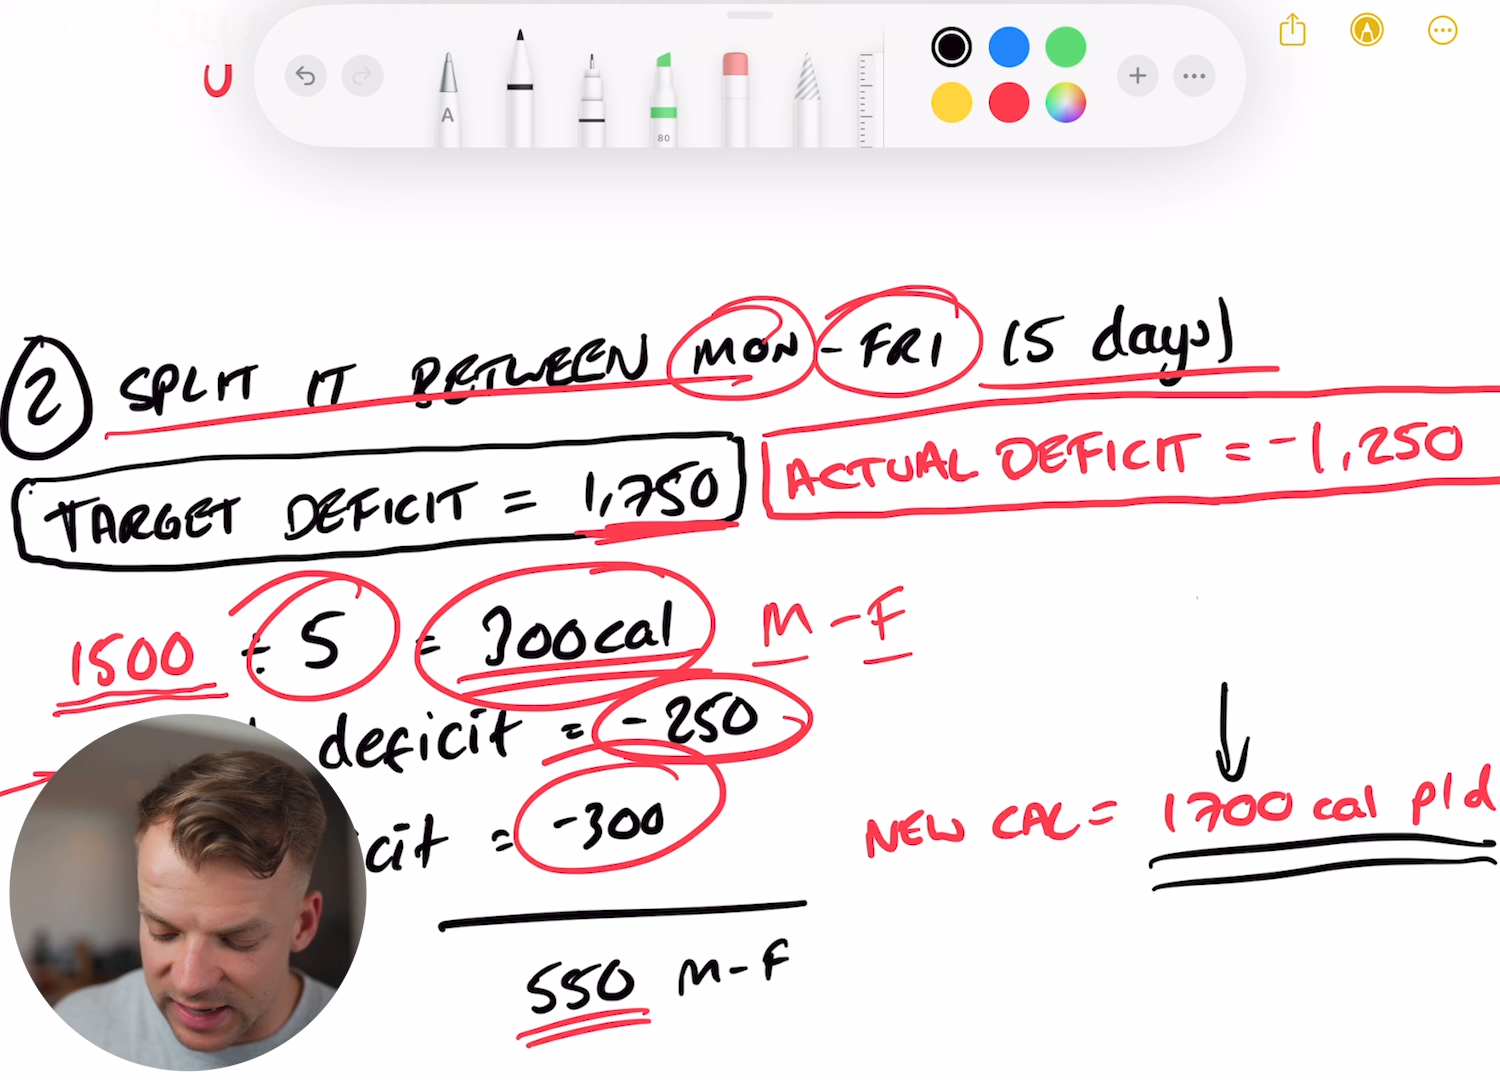 A
80
2 SPLIT IT BETWEEN MON - FRI (5 days)
TARGET DEFICIT = 1,750
ACTUAL DEFICIT = -1,250
1500 ÷ 5 = 300cal M - F
deficit = -250
cit = -300
NEW CAL = 1700 cal p/d
550 M-F